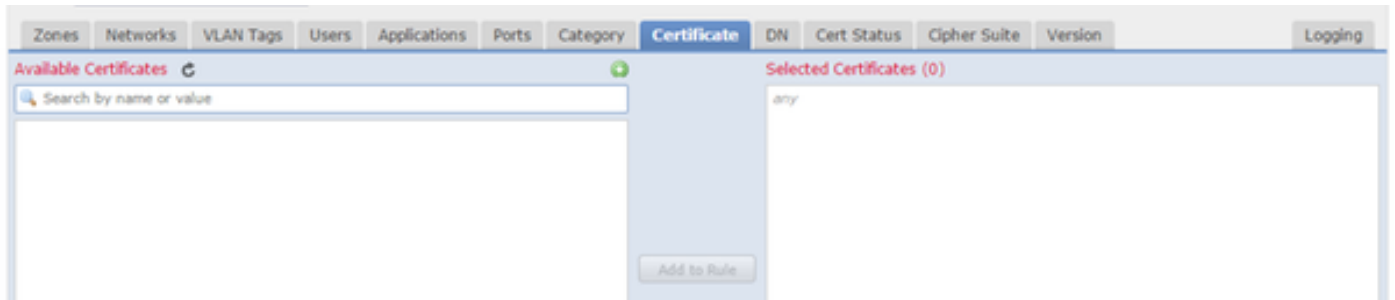 Zones Networks VLAN Tags Users Applications Ports Category Certificate DN Cert Status Cipher Suite Version Logging
Available Certificates
Selected Certificates (0)
Search by name or value
any
Add to Rule